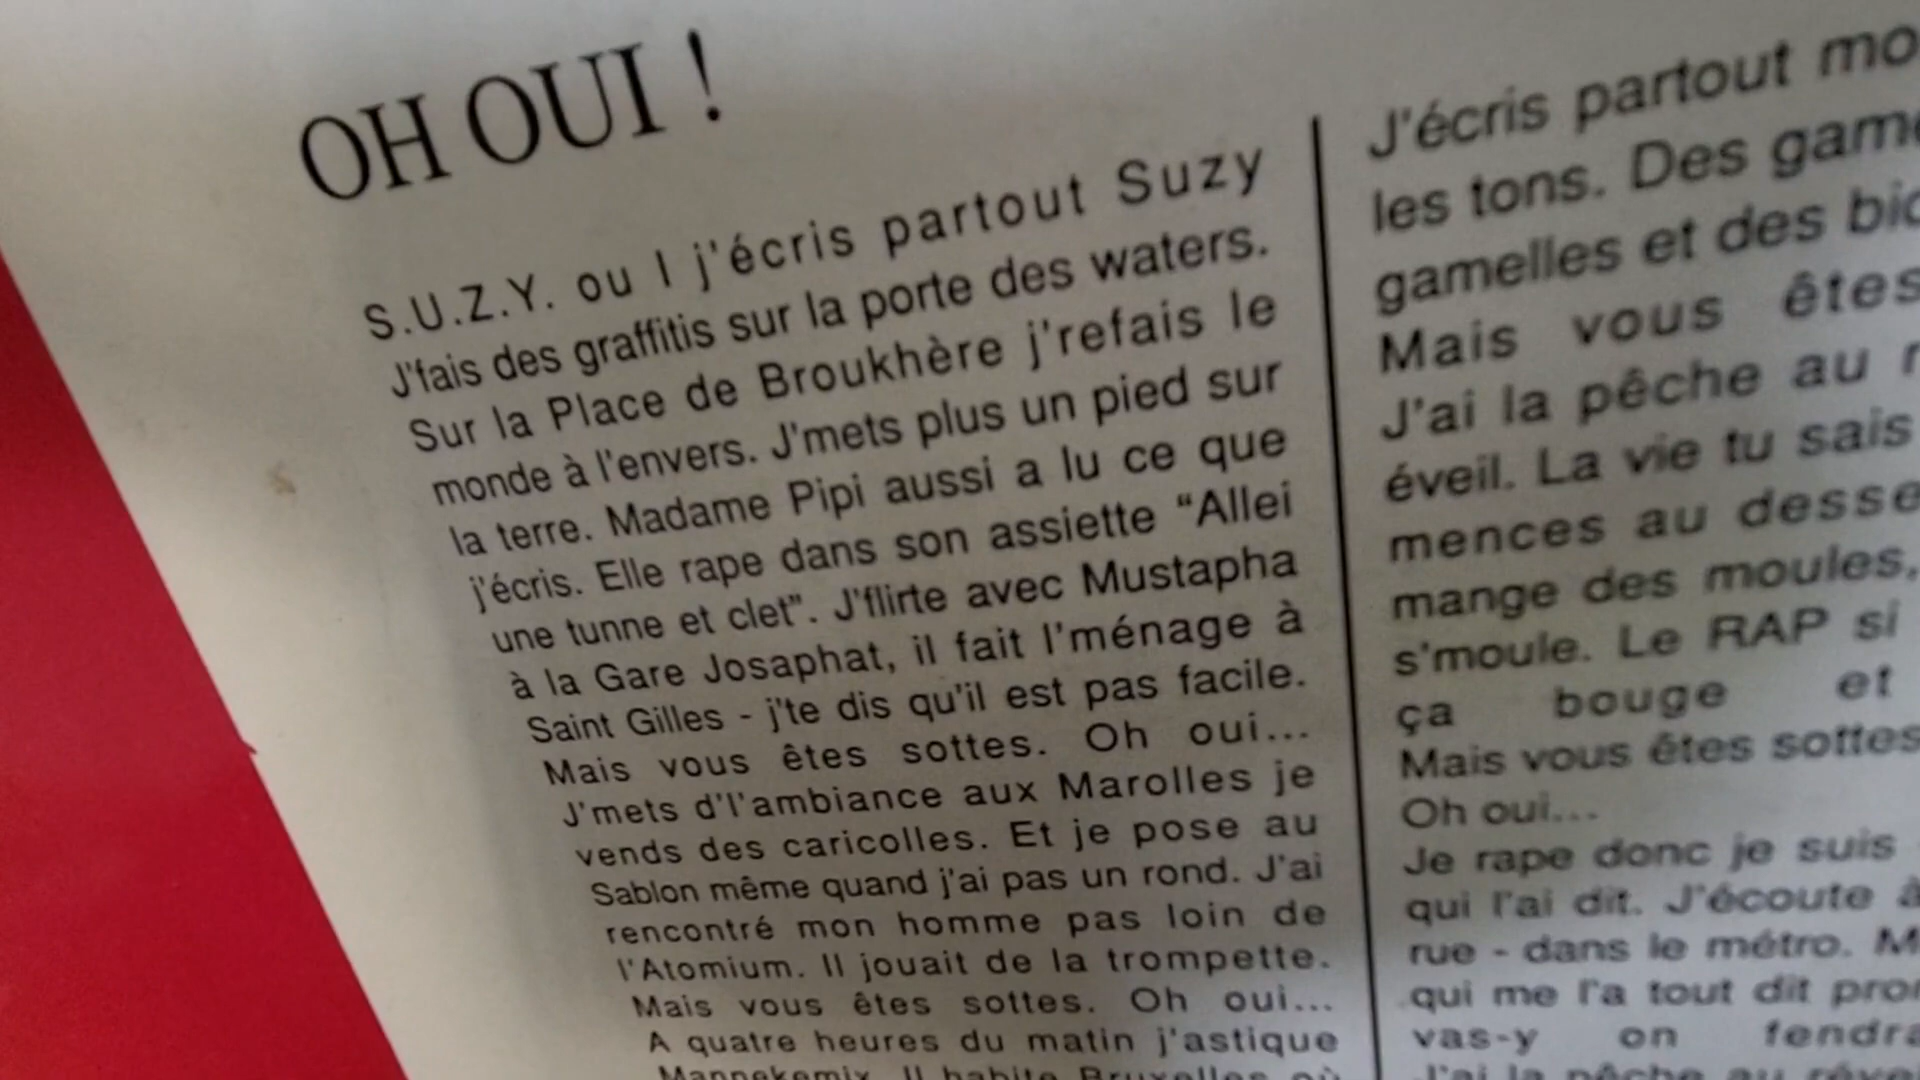 OH OUI !
S.U.Z.Y. ou I j'écris partout Suzy
J'fais des graffitis sur la porte des waters.
Sur la Place de Broukhère j'refais le
monde à l'envers. J'mets plus un pied sur
la terre. Madame Pipi aussi a lu ce que
j'écris. Elle rape dans son assiette “Allei
une tunne et clet”. J'flirte avec Mustapha
à la Gare Josaphat, il fait l'ménage à
Saint Gilles - j'te dis qu'il est pas facile.
Mais vous êtes sottes. Oh oui...
J'mets d'l'ambiance aux Marolles je
vends des caricolles. Et je pose au
Sablon même quand j'ai pas un rond. J'ai
rencontré mon homme pas loin de
l'Atomium. Il jouait de la trompette.
Mais vous êtes sottes. Oh oui...
A quatre heures du matin j'astique
Mannekemix. Il habite Bruxelles où
J'écris partout
les tons. Des
gamelles et des
Mais vous êtes
J'ai la pêche au
éveil. La vie tu sais
mences au
mange des moules,
s'moule. Le RAP si
ça bouge et
Mais vous êtes sottes
Oh oui...
Je rape donc je suis
qui l'ai dit. J'écoute à
rue - dans le métro.
qui me l'a tout dit
vas-y on
J'ai la pêche au